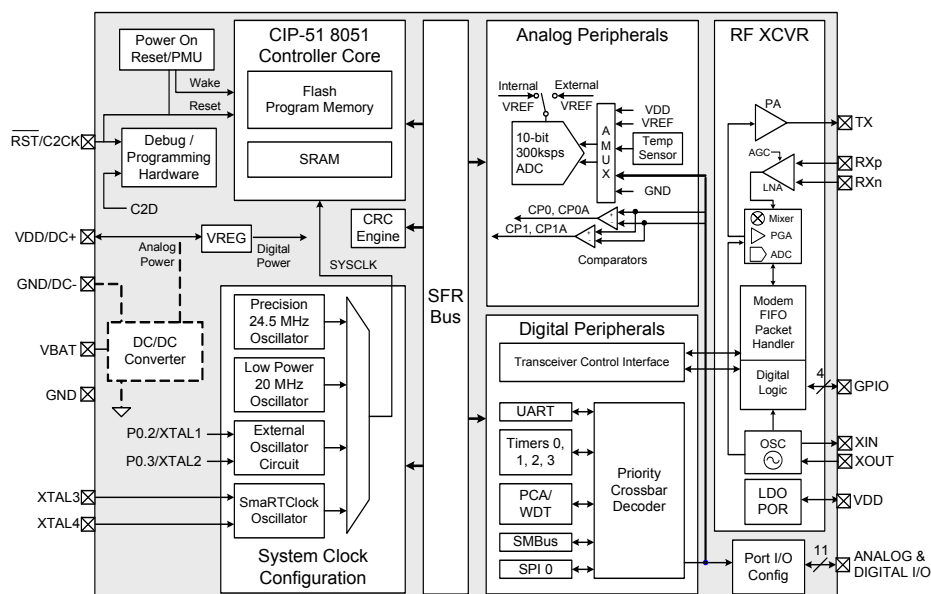 Power On
Reset/PMU
Wake
Reset
RST/C2CK
Debug /
Programming
Hardware
C2D
CIP-51 8051
Controller Core
Flash
Program Memory
SRAM
VDD/DC+
VREG
Analog
Power
Digital
Power
SYSCLK
CRC
Engine
GND/DC-
DC/DC
Converter
VBAT
GND
Precision
24.5 MHz
Oscillator
Low Power
20 MHz
Oscillator
External
Oscillator
Circuit
P0.2/XTAL1
P0.3/XTAL2
SmaRTClock
Oscillator
XTAL3
XTAL4
System Clock
Configuration
SFR
Bus
Analog Peripherals
Internal
VREF
External
VREF
10-bit
300ksps
ADC
A
M
U
X
VDD
VREF
Temp
Sensor
GND
CP0, CP0A
+
-
CP1, CP1A
+
-
Comparators
Digital Peripherals
Transceiver Control Interface
UART
Timers 0,
1, 2, 3
PCA/
WDT
SMBus
SPI 0
Priority
Crossbar
Decoder
RF XCVR
PA
TX
AGC
LNA
RXp
RXn
Mixer
PGA
ADC
Modem
FIFO
Packet
Handler
Digital
Logic
4
GPIO
OSC
XIN
XOUT
LDO
POR
VDD
Port I/O
Config
11
ANALOG &
DIGITAL I/O